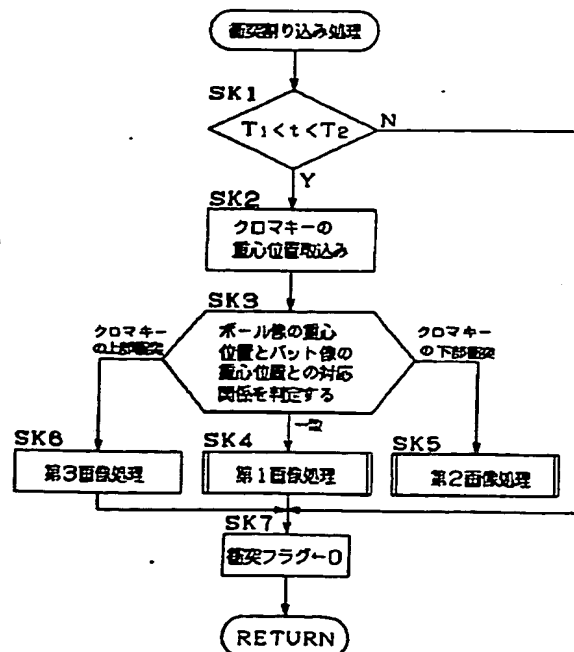 衝突割り込み処理
SK1
T1<t<T2
N
Y
SK2
クロマキーの
重心位置取込み
SK3
クロマキー
の上部衝突
ボール像の重心
位置とバット像の
重心位置との対応
関係を判定する
クロマキー
の下部衝突
一致
SK6
第3画像処理
SK4
第1画像処理
SK5
第2画像処理
SK7
衝突フラグ←0
RETURN